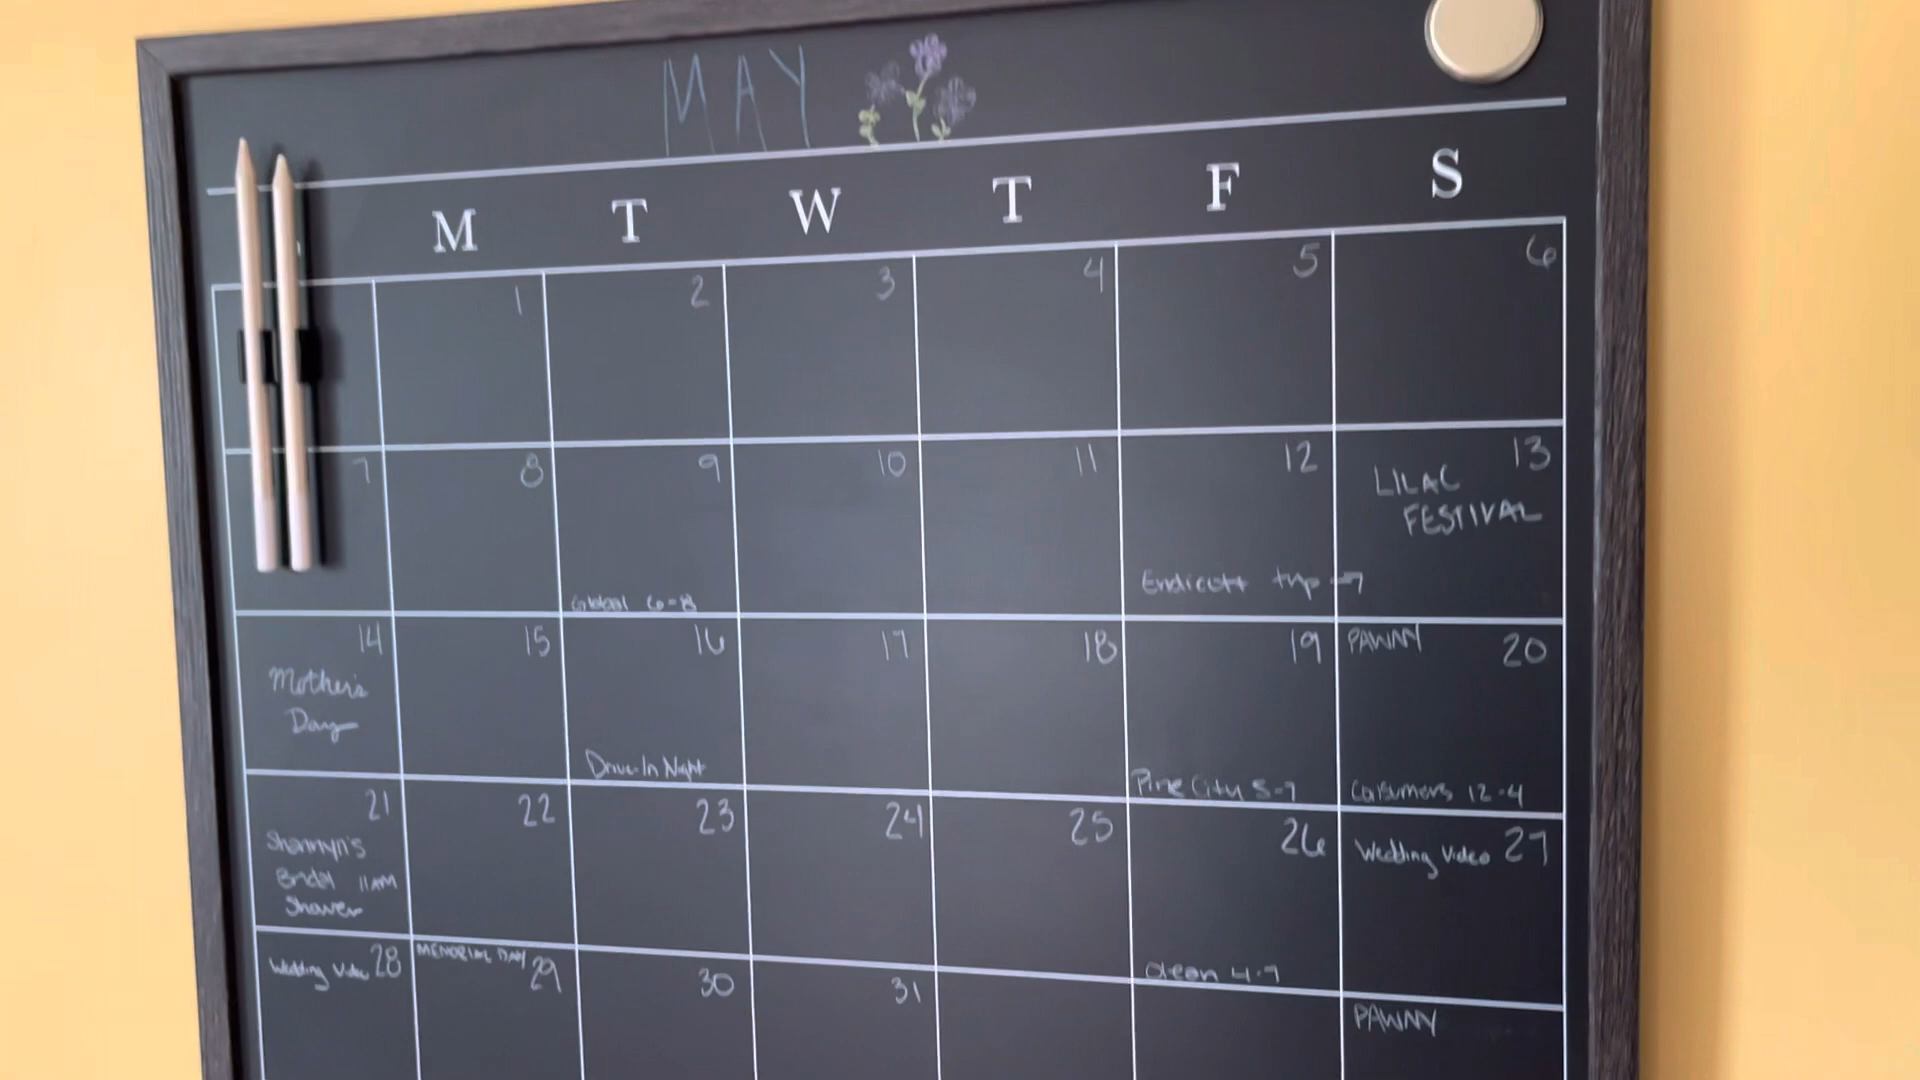 MAY
M T W T F S
1 2 3 4 5 6
7 8 9 10 11 12 13
LILAC
FESTIVAL
Global 6-8
Endicott trip
14 15 16 17 18 19 20
PAWNY
Mother's
Day
Drive-In Night
Pine City 5-7
Consumers 12-4
21 22 23 24 25 26 27
Wedding Video
Shannyn's
Bridal 11AM
Shower
28 29 30 31
Wedding Video
MEMORIAL DAY
Olean 4-7
PAWNY